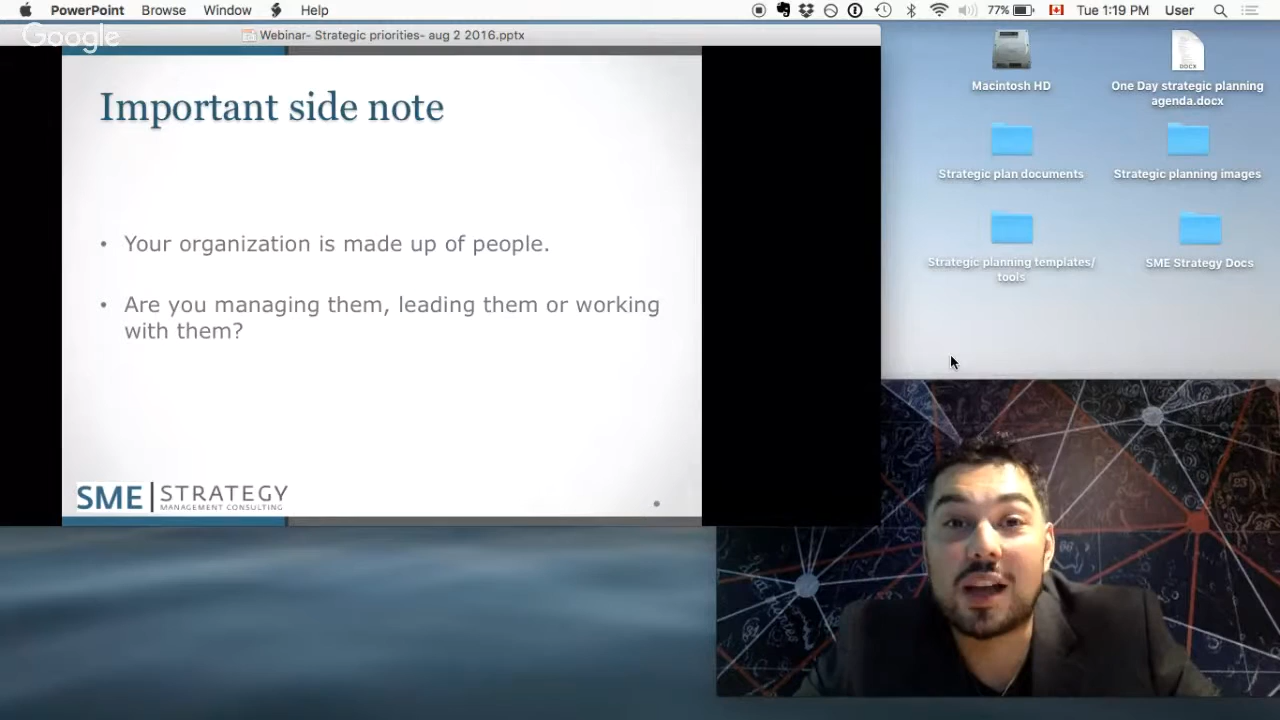 PowerPoint Browse Window Help 77% Tue 1:19 PM User
Google
Webinar- Strategic priorities- aug 2 2016.pptx
Important side note
• Your organization is made up of people.
• Are you managing them, leading them or working
with them?
SME STRATEGY
MANAGEMENT CONSULTING
Macintosh HD
DOCX
One Day strategic planning
agenda.docx
Strategic plan documents
Strategic planning images
Strategic planning templates/
tools
SME Strategy Docs